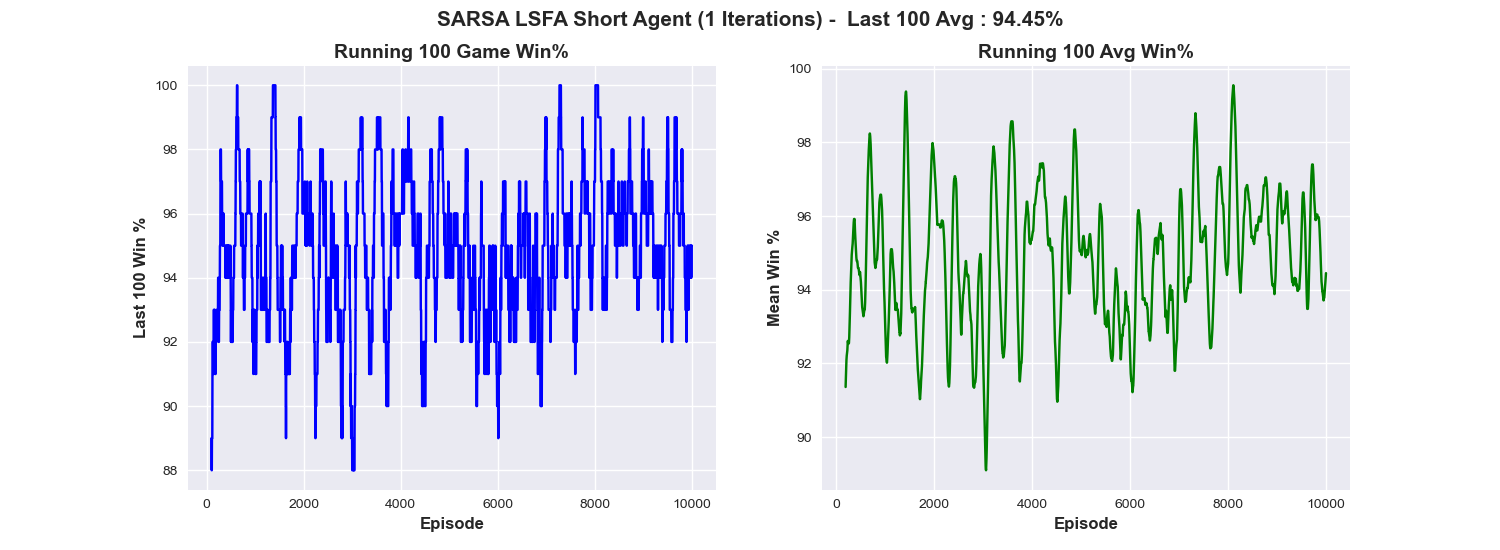 SARSA LSFA Short Agent (1 Iterations) -  Last 100 Avg : 94.45%
Running 100 Game Win%
Last 100 Win %
100
98
96
94
92
90
88
0 2000 4000 6000 8000 10000
Episode
Running 100 Avg Win%
Mean Win %
100
98
96
94
92
90
0 2000 4000 6000 8000 10000
Episode